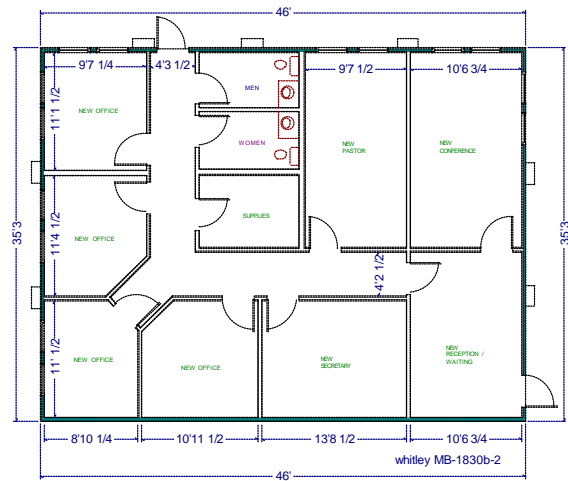 46'
9'7 1/4
4'3 1/2
9'7 1/2
10'6 3/4
MEN
NEW OFFICE
11'1 1/2
WOMEN
NEW
PASTOR
NEW
CONFERENCE
35'3
35'3
SUPPLIES
NEW OFFICE
11'4 1/2
4'2 1/2
NEW OFFICE
11' 1/2
NEW OFFICE
NEW
SECRETARY
NEW
RECEPTION /
WAITING
8'10 1/4
10'11 1/2
13'8 1/2
10'6 3/4
whitley MB-1830b-2
46'